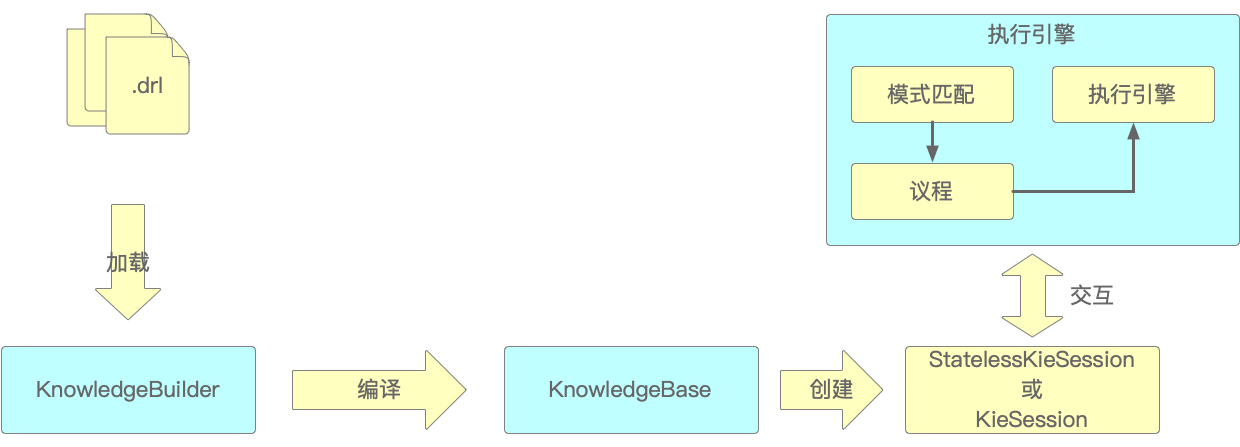 .drl
加载
KnowledgeBuilder
编译
KnowledgeBase
创建
StatelessKieSession
或
KieSession
交互
执行引擎
模式匹配
执行引擎
议程